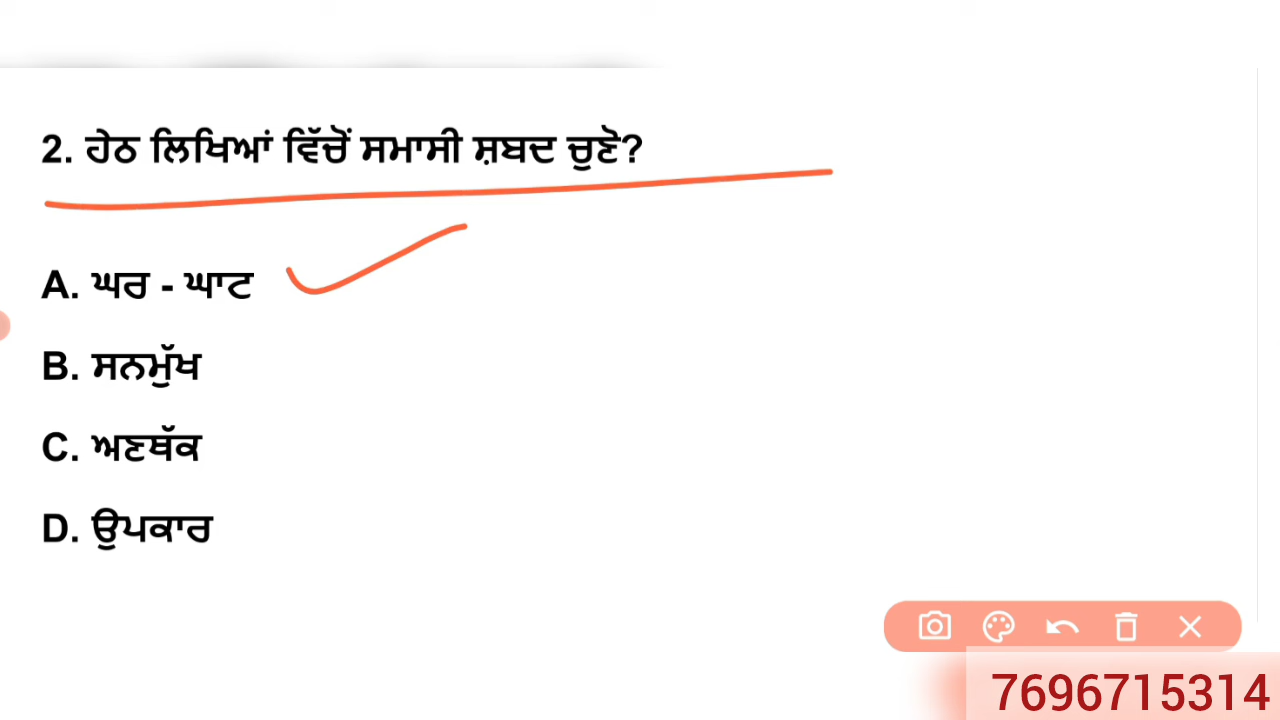 2. ਹੇਠ ਲਿਖਿਆਂ ਵਿੱਚੋਂ ਸਮਾਸੀ ਸ਼ਬਦ ਚੁਣੋ?
A. ਘਰ - ਘਾਟ
B. ਸਨਮੁੱਖ
C. ਅਣਥੱਕ
D. ਉਪਕਾਰ
7696715314